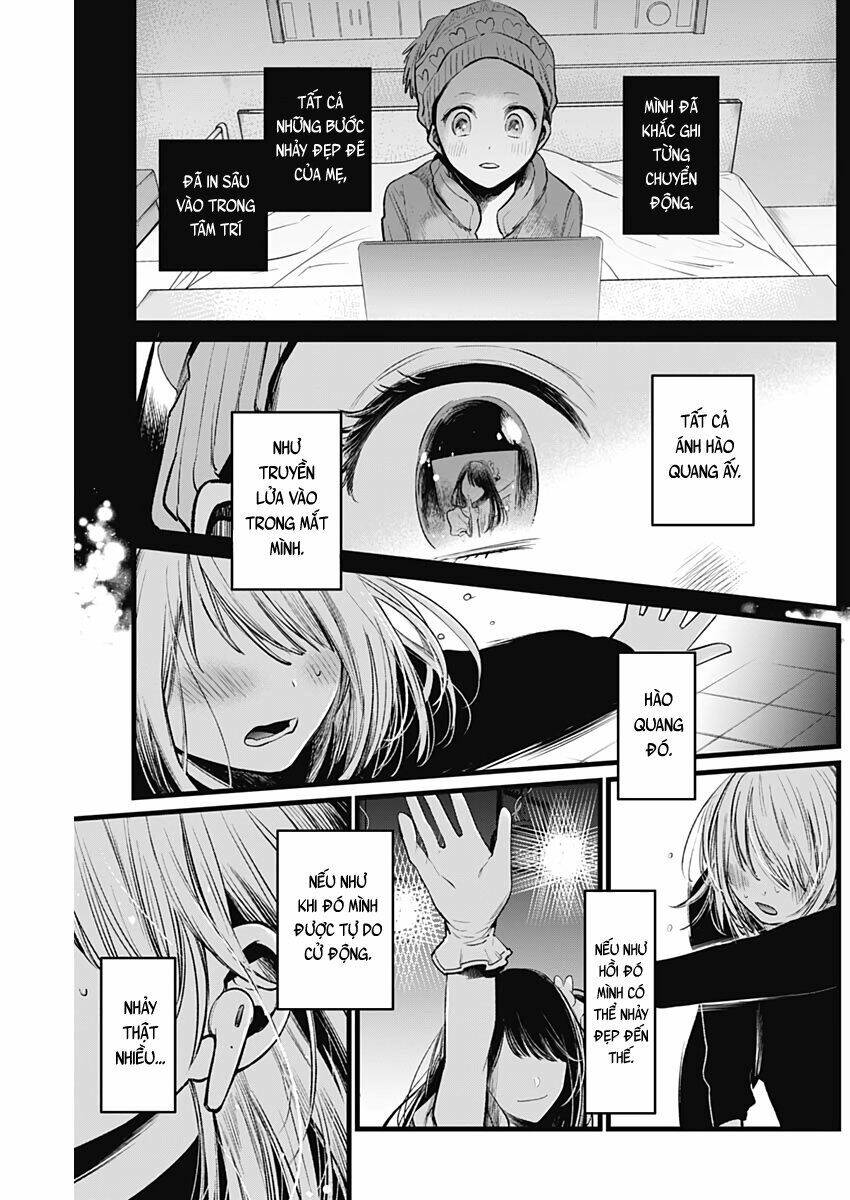 MÌNH ĐÃ
KHẮC GHI
TỪNG
CHUYỂN
ĐỘNG.
TẤT CẢ
NHỮNG BƯỚC
NHẢY ĐẸP ĐẼ
CỦA MẸ,
ĐÃ IN SÂU
VÀO TRONG
TÂM TRÍ
TẤT CẢ
ÁNH HÀO
QUANG ẤY.
NHƯ
TRUYỀN
LỬA VÀO
TRONG MẮT
MÌNH.
HÀO
QUANG
ĐÓ.
NẾU NHƯ
HỒI ĐÓ
MÌNH CÓ
THỂ NHẢY
ĐẸP ĐẾN
THẾ.
NẾU NHƯ
KHI ĐÓ MÌNH
ĐƯỢC TỰ DO
CỬ ĐỘNG.
NHẢY
THẬT
NHIỀU...